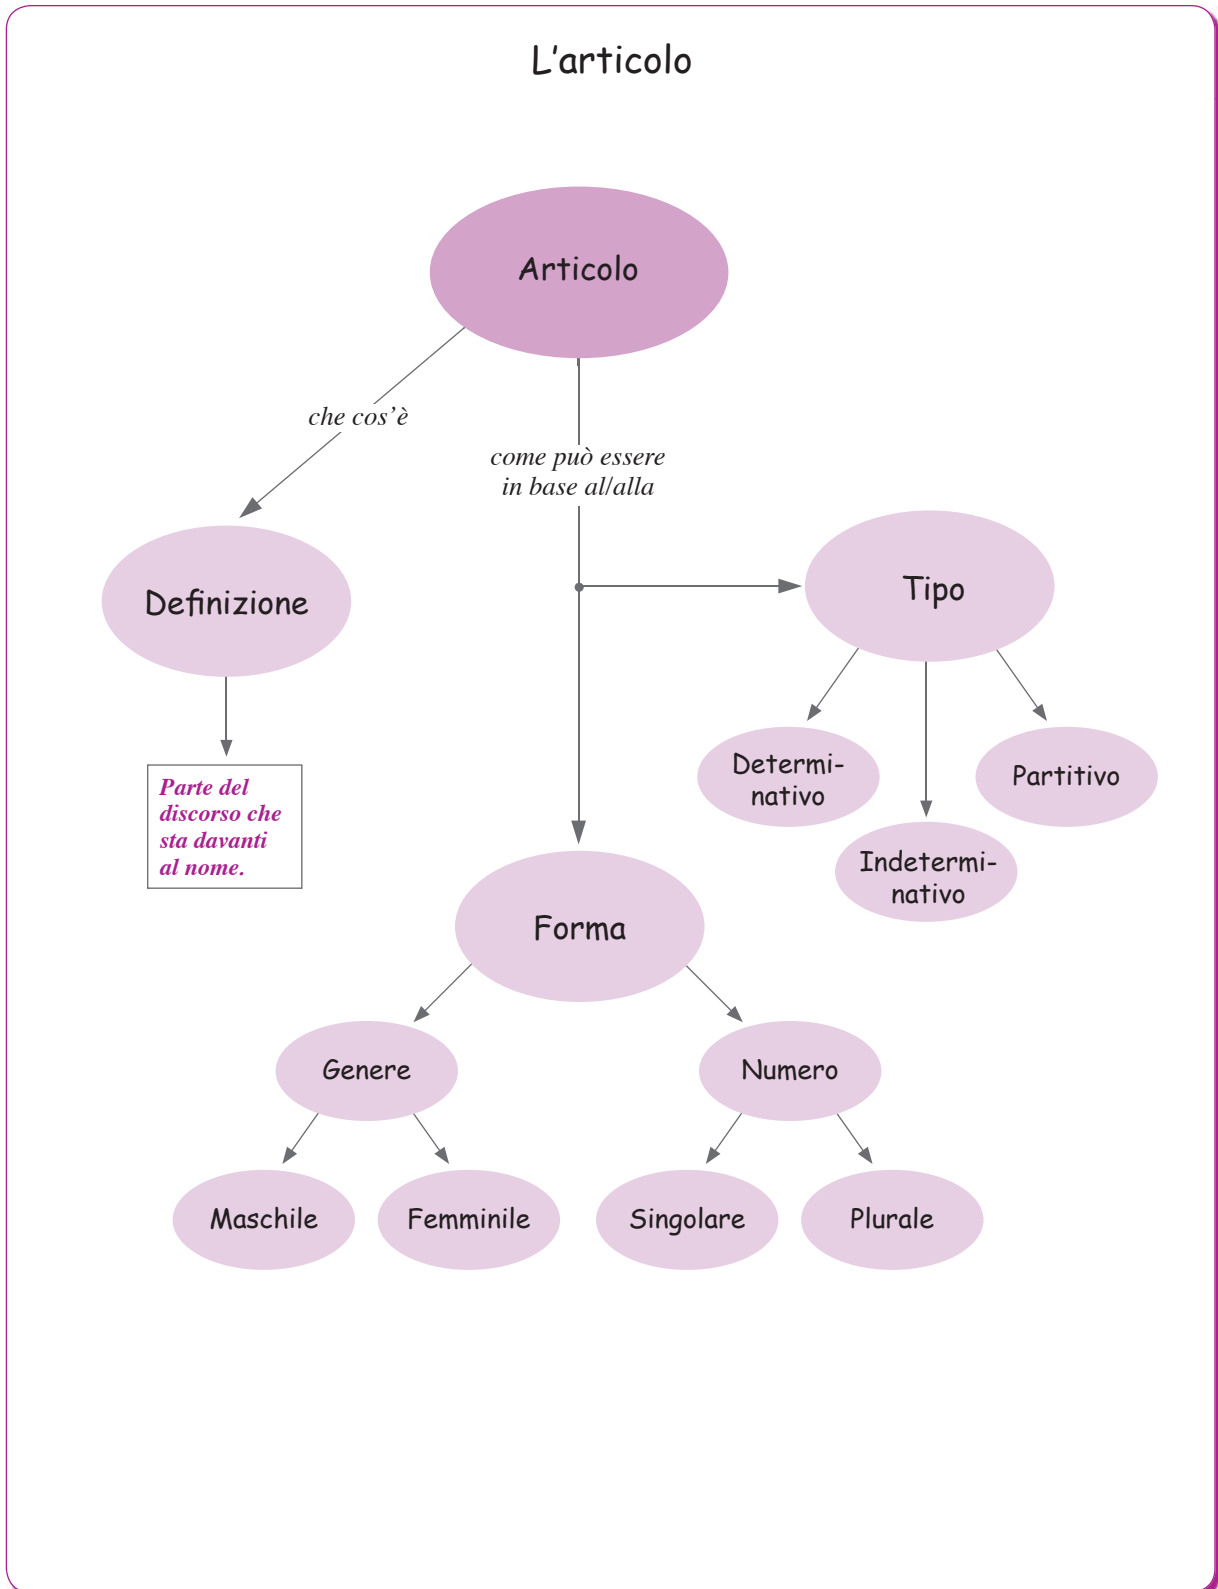 L'articolo
Articolo
che cos'è
come può essere
in base al/alla
Definizione
Tipo
Parte del
discorso che
sta davanti
al nome.
Determi-
nativo
Partitivo
Indetermi-
nativo
Forma
Genere
Numero
Maschile
Femminile
Singolare
Plurale